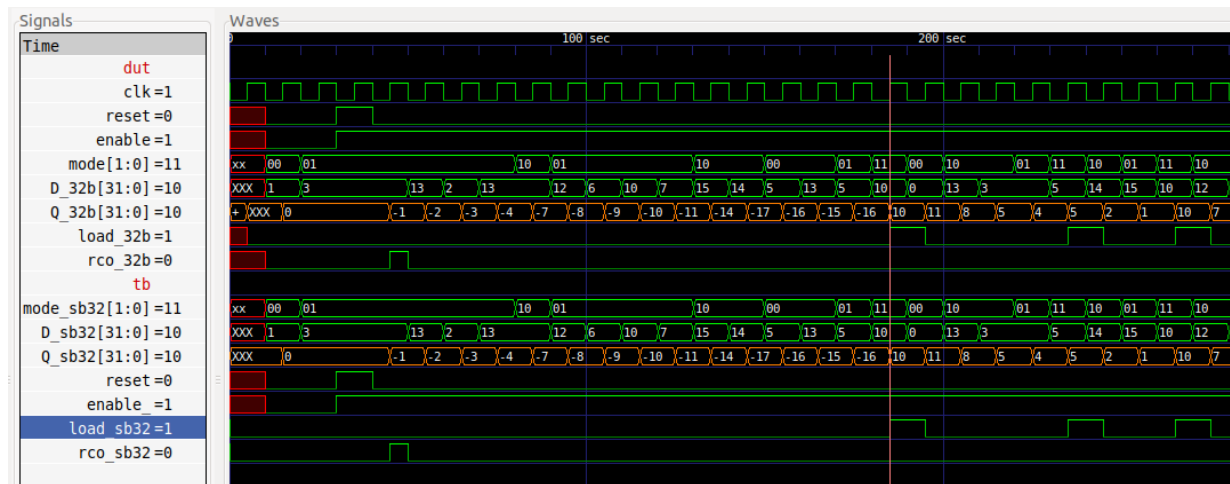 Signals
Waves
Time
100 sec
200 sec
dut
clk =1
reset =0
enable =1
mode[1:0] =11
xx 00 01 10 01 10 00 01 11 00 10 01 11 10 01 11 10
D_32b[31:0] =10
XXX 1 3 13 2 13 12 6 10 7 15 14 5 13 5 10 0 13 3 5 14 15 10 12
Q_32b[31:0] =10
+ XXX 0 -1 -2 -3 -4 -7 -8 -9 -10 -11 -14 -17 -16 -15 -16 10 11 8 5 4 5 2 1 10 7
load_32b =1
rco_32b =0
tb
mode_sb32[1:0] =11
xx 00 01 10 01 10 00 01 11 00 10 01 11 10 01 11 10
D_sb32[31:0] =10
XXX 1 3 13 2 13 12 6 10 7 15 14 5 13 5 10 0 13 3 5 14 15 10 12
Q_sb32[31:0] =10
XXX 0 -1 -2 -3 -4 -7 -8 -9 -10 -11 -14 -17 -16 -15 -16 10 11 8 5 4 5 2 1 10 7
reset =0
enable_ =1
load_sb32 =1
rco_sb32 =0